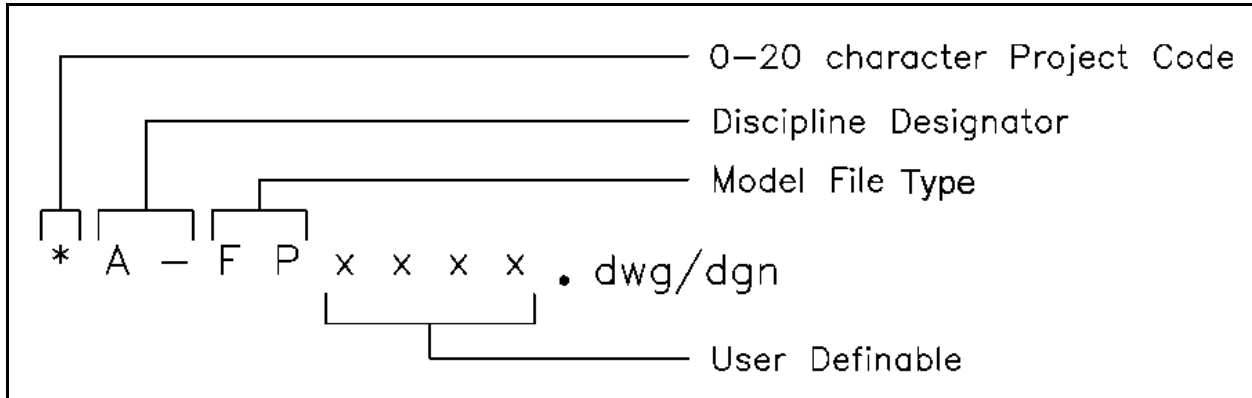 0-20 character Project Code
Discipline Designator
Model File Type
* A - F P x x x x . dwg/dgn
User Definable